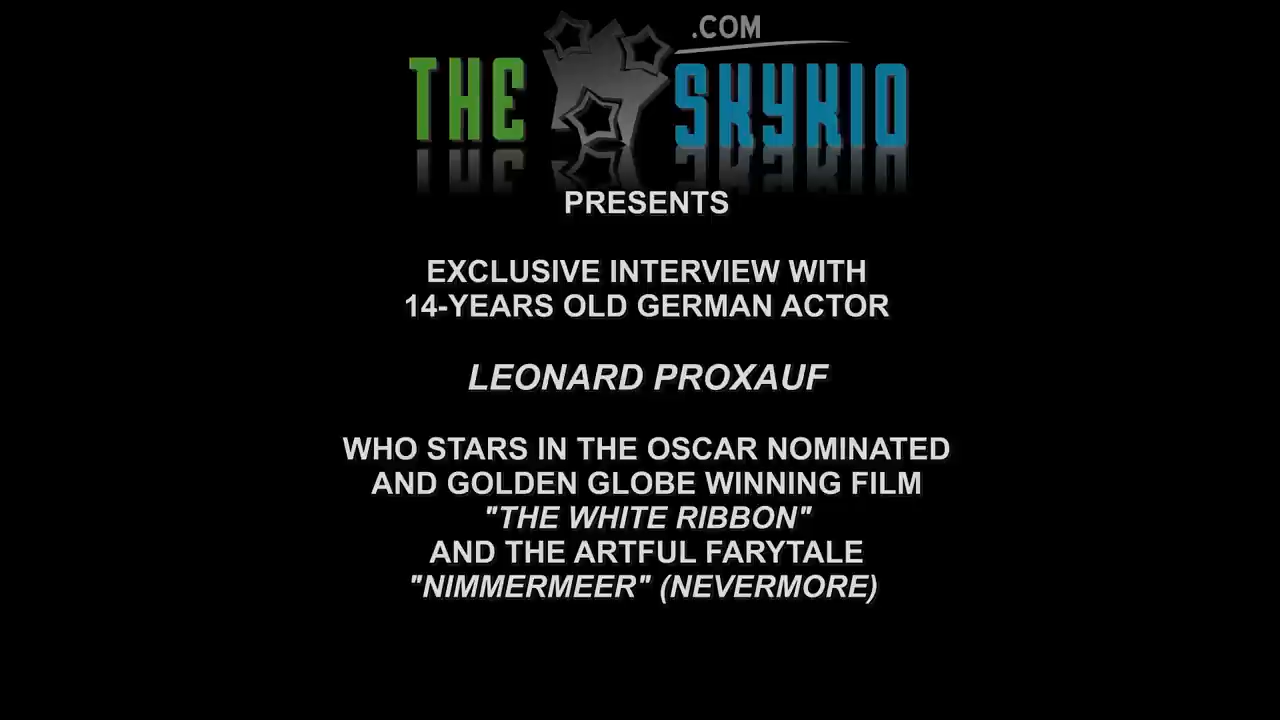 .COM
THE SKYKID
PRESENTS
EXCLUSIVE INTERVIEW WITH
14-YEARS OLD GERMAN ACTOR
LEONARD PROXAUF
WHO STARS IN THE OSCAR NOMINATED
AND GOLDEN GLOBE WINNING FILM
"THE WHITE RIBBON"
AND THE ARTFUL FARYTALE
"NIMMERMEER" (NEVERMORE)